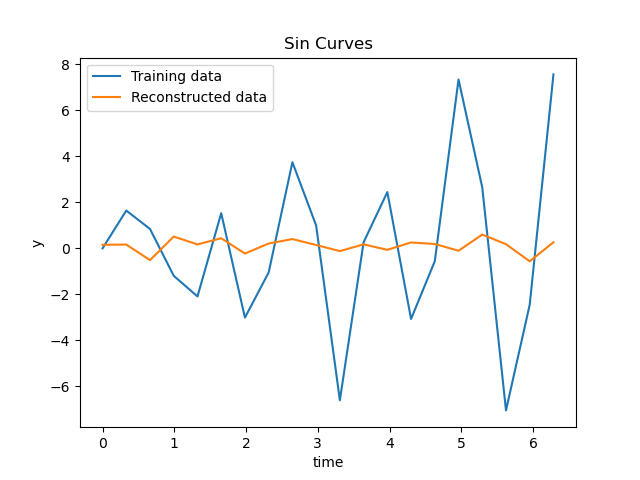 Sin Curves
Training data
Reconstructed data
8
6
4
2
0
−2
−4
−6
y
0 1 2 3 4 5 6
time